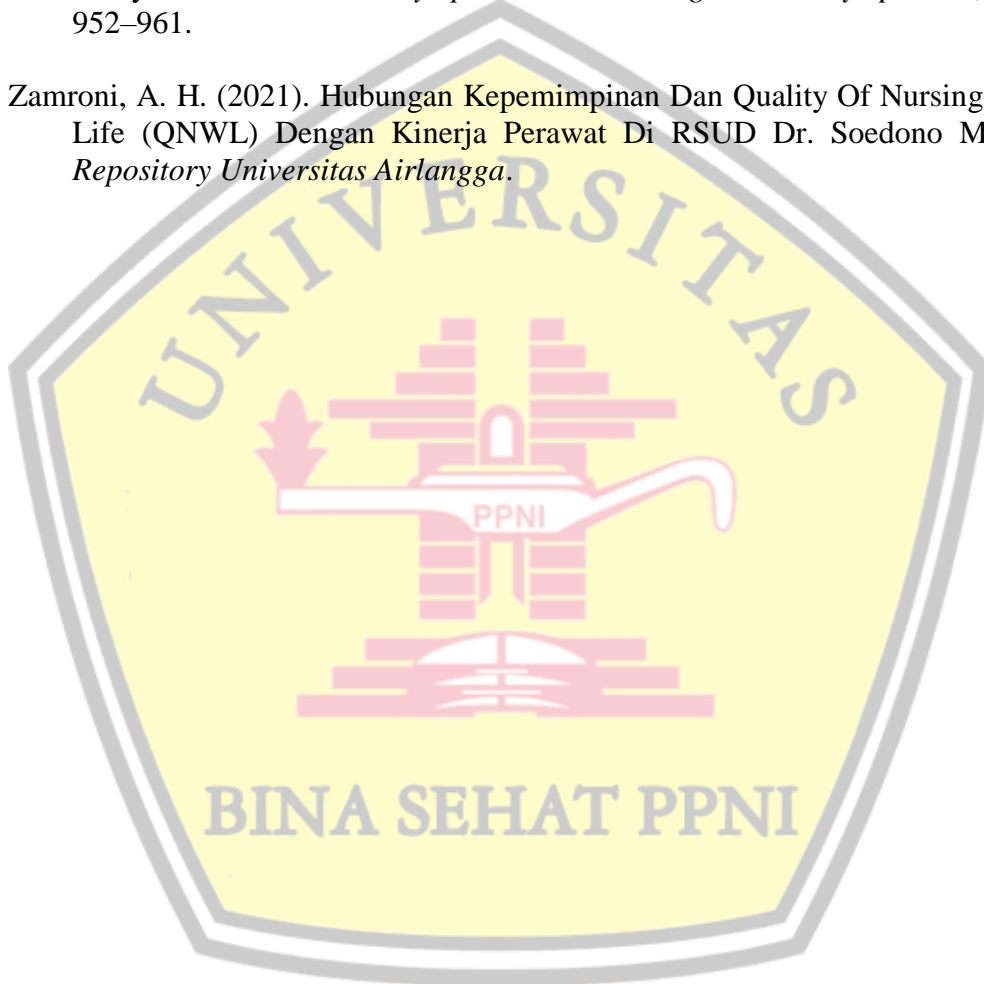 952–961.
Zamroni, A. H. (2021). Hubungan Kepemimpinan Dan Quality Of Nursing
Life (QNWL) Dengan Kinerja Perawat Di RSUD Dr. Soedono M
Repository Universitas Airlangga.
UNIVERSITAS
PPNI
BINA SEHAT PPNI